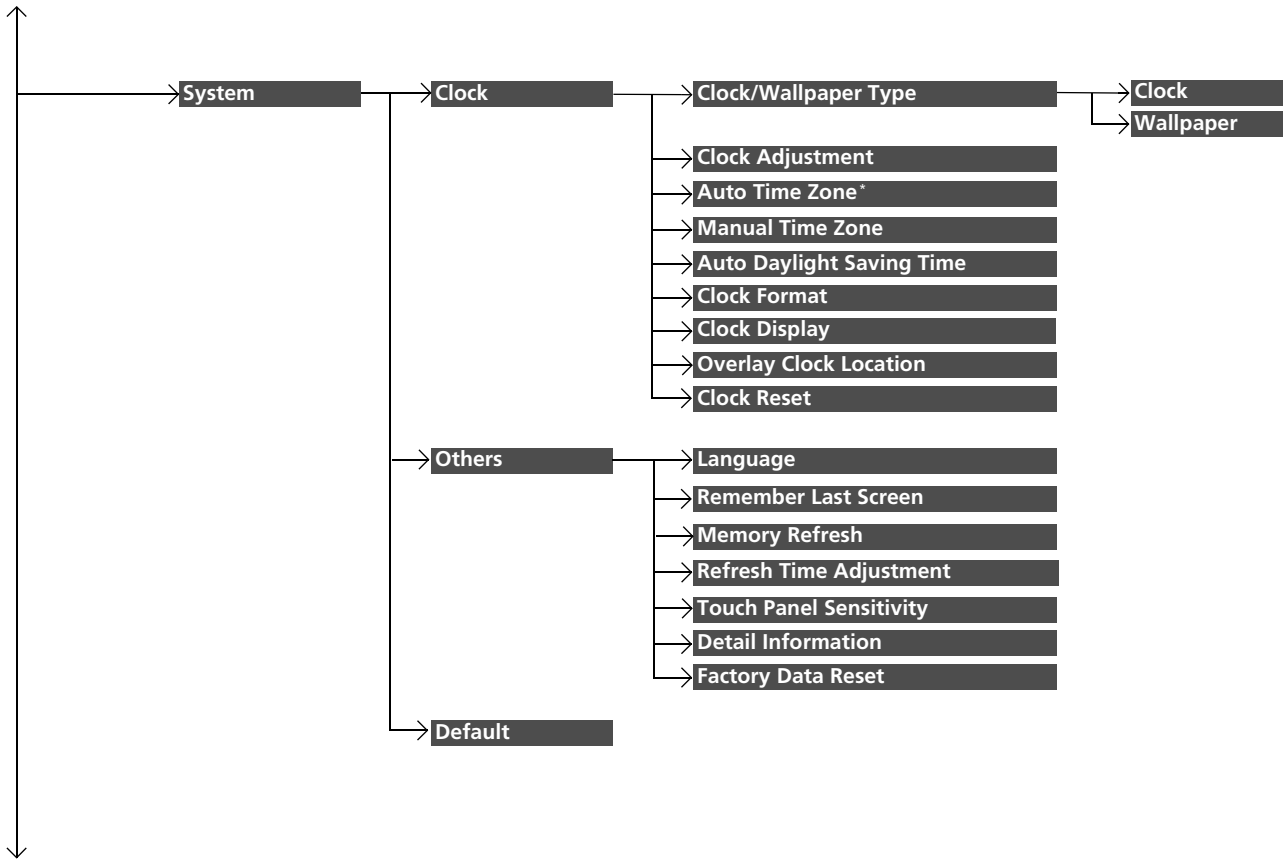 System
Clock
Clock/Wallpaper Type
Clock
Wallpaper
Clock Adjustment
Auto Time Zone*
Manual Time Zone
Auto Daylight Saving Time
Clock Format
Clock Display
Overlay Clock Location
Clock Reset
Others
Language
Remember Last Screen
Memory Refresh
Refresh Time Adjustment
Touch Panel Sensitivity
Detail Information
Factory Data Reset
Default